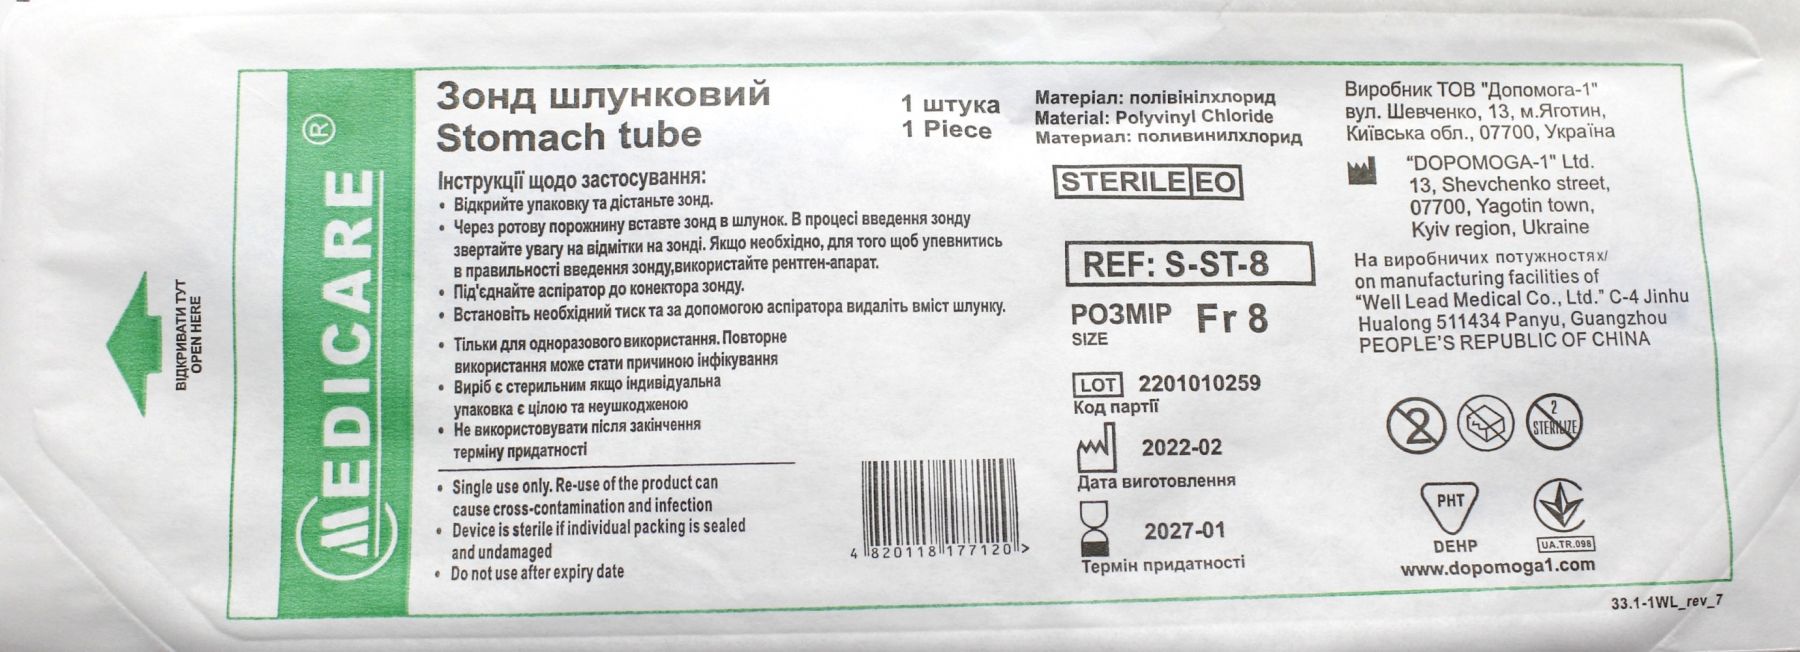 ВІДКРИВАТИ ТУТ
OPEN HERE
MEDICARE ®
Зонд шлунковий
Stomach tube
1 штука
1 Piece
Інструкції щодо застосування:
• Відкрийте упаковку та дістаньте зонд.
• Через ротову порожнину вставте зонд в шлунок. В процесі введення зонду
звертайте увагу на відмітки на зонді. Якщо необхідно, для того щоб упевнитись
в правильності введення зонду,використайте рентген-апарат.
• Під'єднайте аспіратор до конектора зонду.
• Встановіть необхідний тиск та за допомогою аспіратора видаліть вміст шлунку.
• Тільки для одноразового використання. Повторне
використання може стати причиною інфікування
• Виріб є стерильним якщо індивідуальна
упаковка є цілою та неушкодженою
• Не використовувати після закінчення
терміну придатності
• Single use only. Re-use of the product can
cause cross-contamination and infection
• Device is sterile if individual packing is sealed
and undamaged
• Do not use after expiry date
4 820118 177120 >
Матеріал: полівінілхлорид
Material: Polyvinyl Chloride
Материал: поливинилхлорид
STERILE EO
REF: S-ST-8
РОЗМІР Fr 8
SIZE
LOT 2201010259
Код партії
2022-02
Дата виготовлення
2027-01
Термін придатності
Виробник ТОВ "Допомога-1"
вул. Шевченко, 13, м.Яготин,
Київська обл., 07700, Україна
"DOPOMOGA-1" Ltd.
13, Shevchenko street,
07700, Yagotin town,
Kyiv region, Ukraine
На виробничих потужностях/
on manufacturing facilities of
"Well Lead Medical Co., Ltd." C-4 Jinhu
Hualong 511434 Panyu, Guangzhou
PEOPLE'S REPUBLIC OF CHINA
2
2
STERILIZE
PHT
DEHP
UA.TR.098
www.dopomoga1.com
33.1-1WL_rev_7